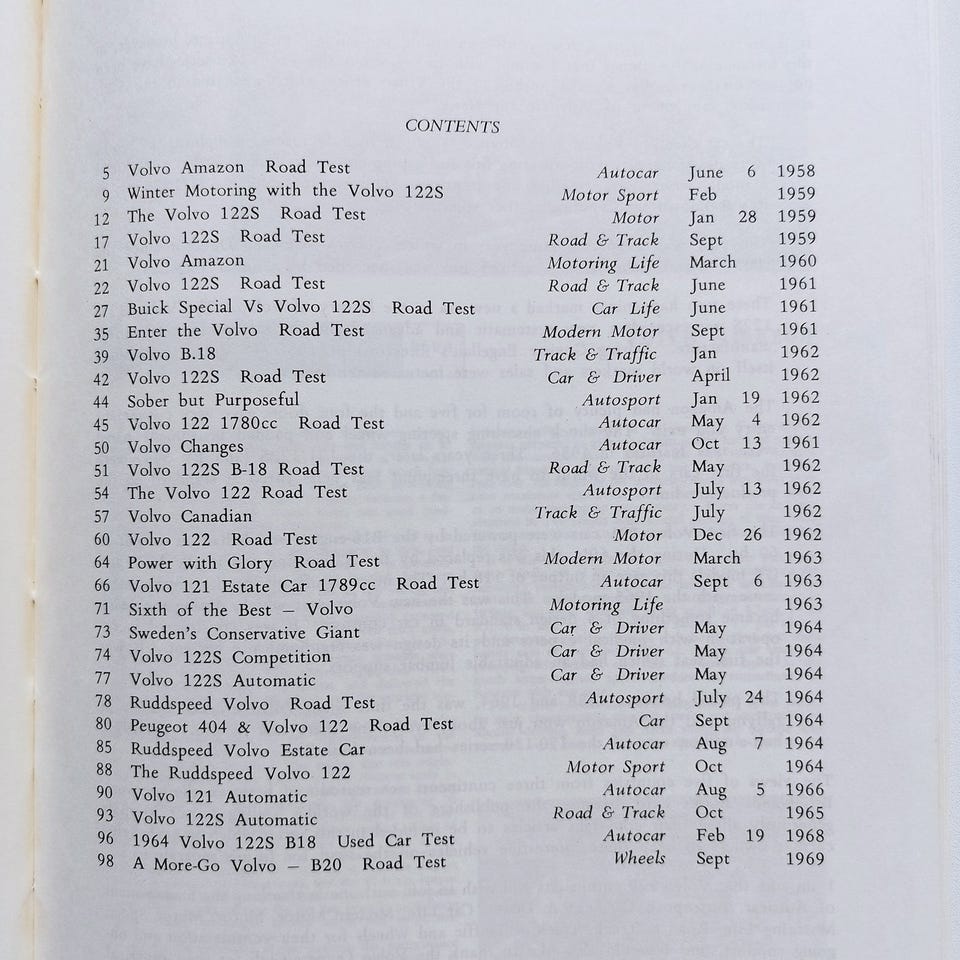 CONTENTS
5 Volvo Amazon Road Test Autocar June 6 1958
9 Winter Motoring with the Volvo 122S Motor Sport Feb 1959
12 The Volvo 122S Road Test Motor Jan 28 1959
17 Volvo 122S Road Test Road & Track Sept 1959
21 Volvo Amazon Motoring Life March 1960
22 Volvo 122S Road Test Road & Track June 1961
27 Buick Special Vs Volvo 122S Road Test Car Life June 1961
35 Enter the Volvo Road Test Modern Motor Sept 1961
39 Volvo B.18 Track & Traffic Jan 1962
42 Volvo 122S Road Test Car & Driver April 1962
44 Sober but Purposeful Autosport Jan 19 1962
45 Volvo 122 1780cc Road Test Autocar May 4 1962
50 Volvo Changes Autocar Oct 13 1961
51 Volvo 122S B-18 Road Test Road & Track May 1962
54 The Volvo 122 Road Test Autosport July 13 1962
57 Volvo Canadian Track & Traffic July 1962
60 Volvo 122 Road Test Motor Dec 26 1962
64 Power with Glory Road Test Modern Motor March 1963
66 Volvo 121 Estate Car 1789cc Road Test Autocar Sept 6 1963
71 Sixth of the Best – Volvo Motoring Life 1963
73 Sweden's Conservative Giant Car & Driver May 1964
74 Volvo 122S Competition Car & Driver May 1964
77 Volvo 122S Automatic Car & Driver May 1964
78 Ruddspeed Volvo Road Test Autosport July 24 1964
80 Peugeot 404 & Volvo 122 Road Test Car Sept 1964
85 Ruddspeed Volvo Estate Car Autocar Aug 7 1964
88 The Ruddspeed Volvo 122 Motor Sport Oct 1964
90 Volvo 121 Automatic Autocar Aug 5 1966
93 Volvo 122S Automatic Road & Track Oct 1965
96 1964 Volvo 122S B18 Used Car Test Autocar Feb 19 1968
98 A More-Go Volvo – B20 Road Test Wheels Sept 1969